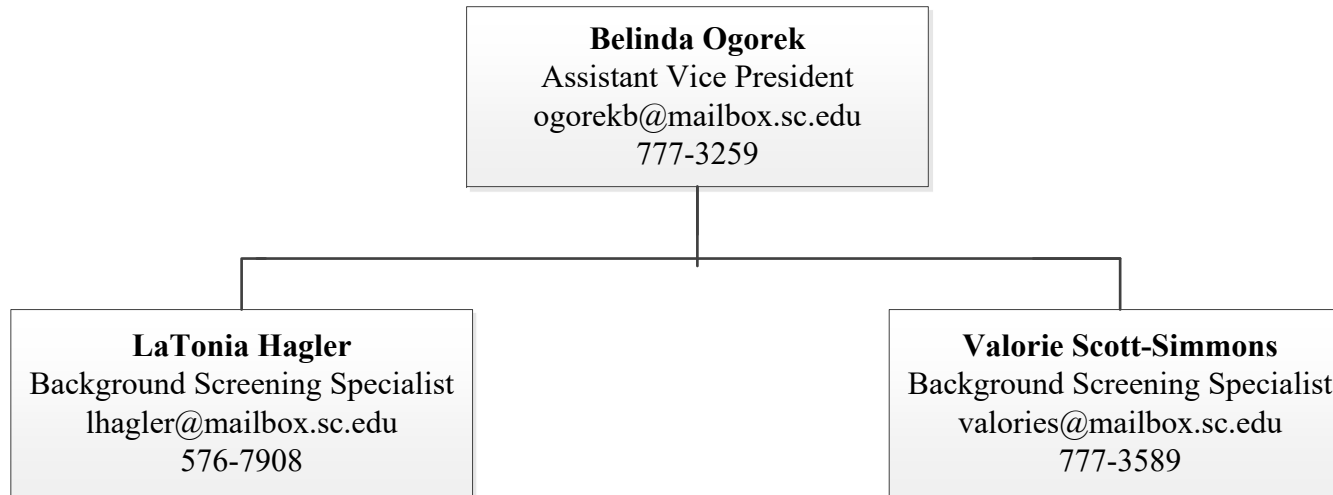 Belinda Ogorek
Assistant Vice President
ogorekb@mailbox.sc.edu
777-3259
LaTonia Hagler
Background Screening Specialist
lhagler@mailbox.sc.edu
576-7908
Valorie Scott-Simmons
Background Screening Specialist
valories@mailbox.sc.edu
777-3589